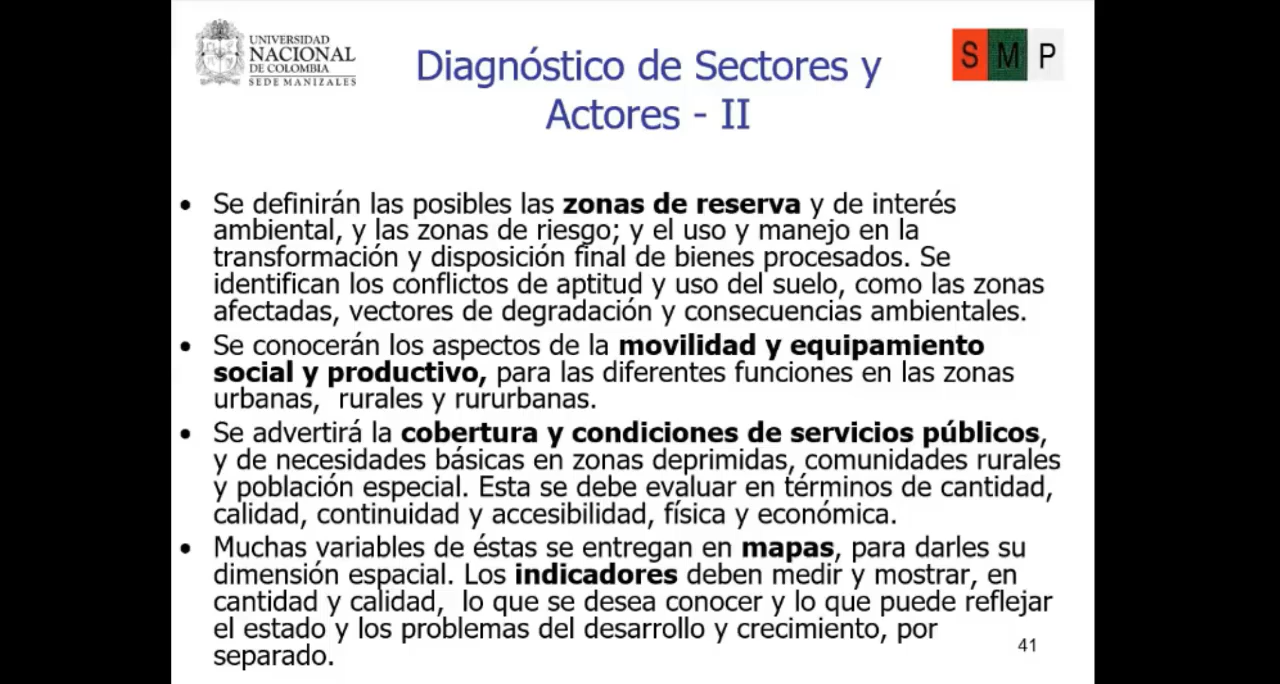 UNIVERSIDAD
NACIONAL
DE COLOMBIA
SEDE MANIZALES
Diagnóstico de Sectores y
Actores - II
S M P
• Se definirán las posibles las zonas de reserva y de interés
ambiental, y las zonas de riesgo; y el uso y manejo en la
transformación y disposición final de bienes procesados. Se
identifican los conflictos de aptitud y uso del suelo, como las zonas
afectadas, vectores de degradación y consecuencias ambientales.
• Se conocerán los aspectos de la movilidad y equipamiento
social y productivo, para las diferentes funciones en las zonas
urbanas, rurales y rururbanas.
• Se advertirá la cobertura y condiciones de servicios públicos,
y de necesidades básicas en zonas deprimidas, comunidades rurales
y población especial. Esta se debe evaluar en términos de cantidad,
calidad, continuidad y accesibilidad, física y económica.
• Muchas variables de éstas se entregan en mapas, para darles su
dimensión espacial. Los indicadores deben medir y mostrar, en
cantidad y calidad, lo que se desea conocer y lo que puede reflejar
el estado y los problemas del desarrollo y crecimiento, por
separado.
41